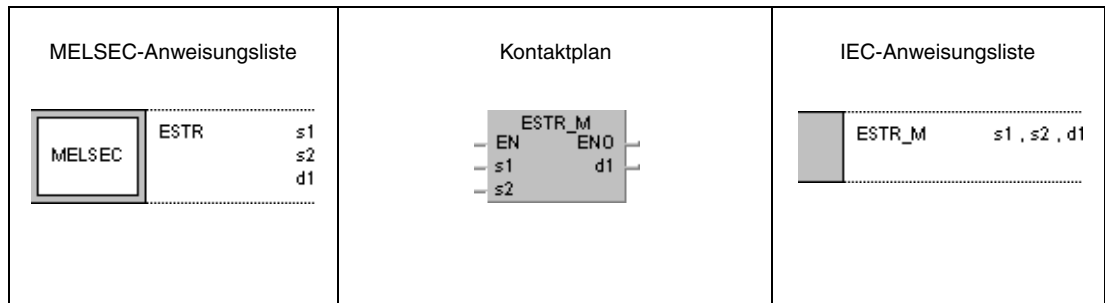 MELSEC-Anweisungsliste
MELSEC
ESTR s1
s2
d1
Kontaktplan
ESTR_M
EN ENO
s1 d1
s2
IEC-Anweisungsliste
ESTR_M s1 , s2 , d1